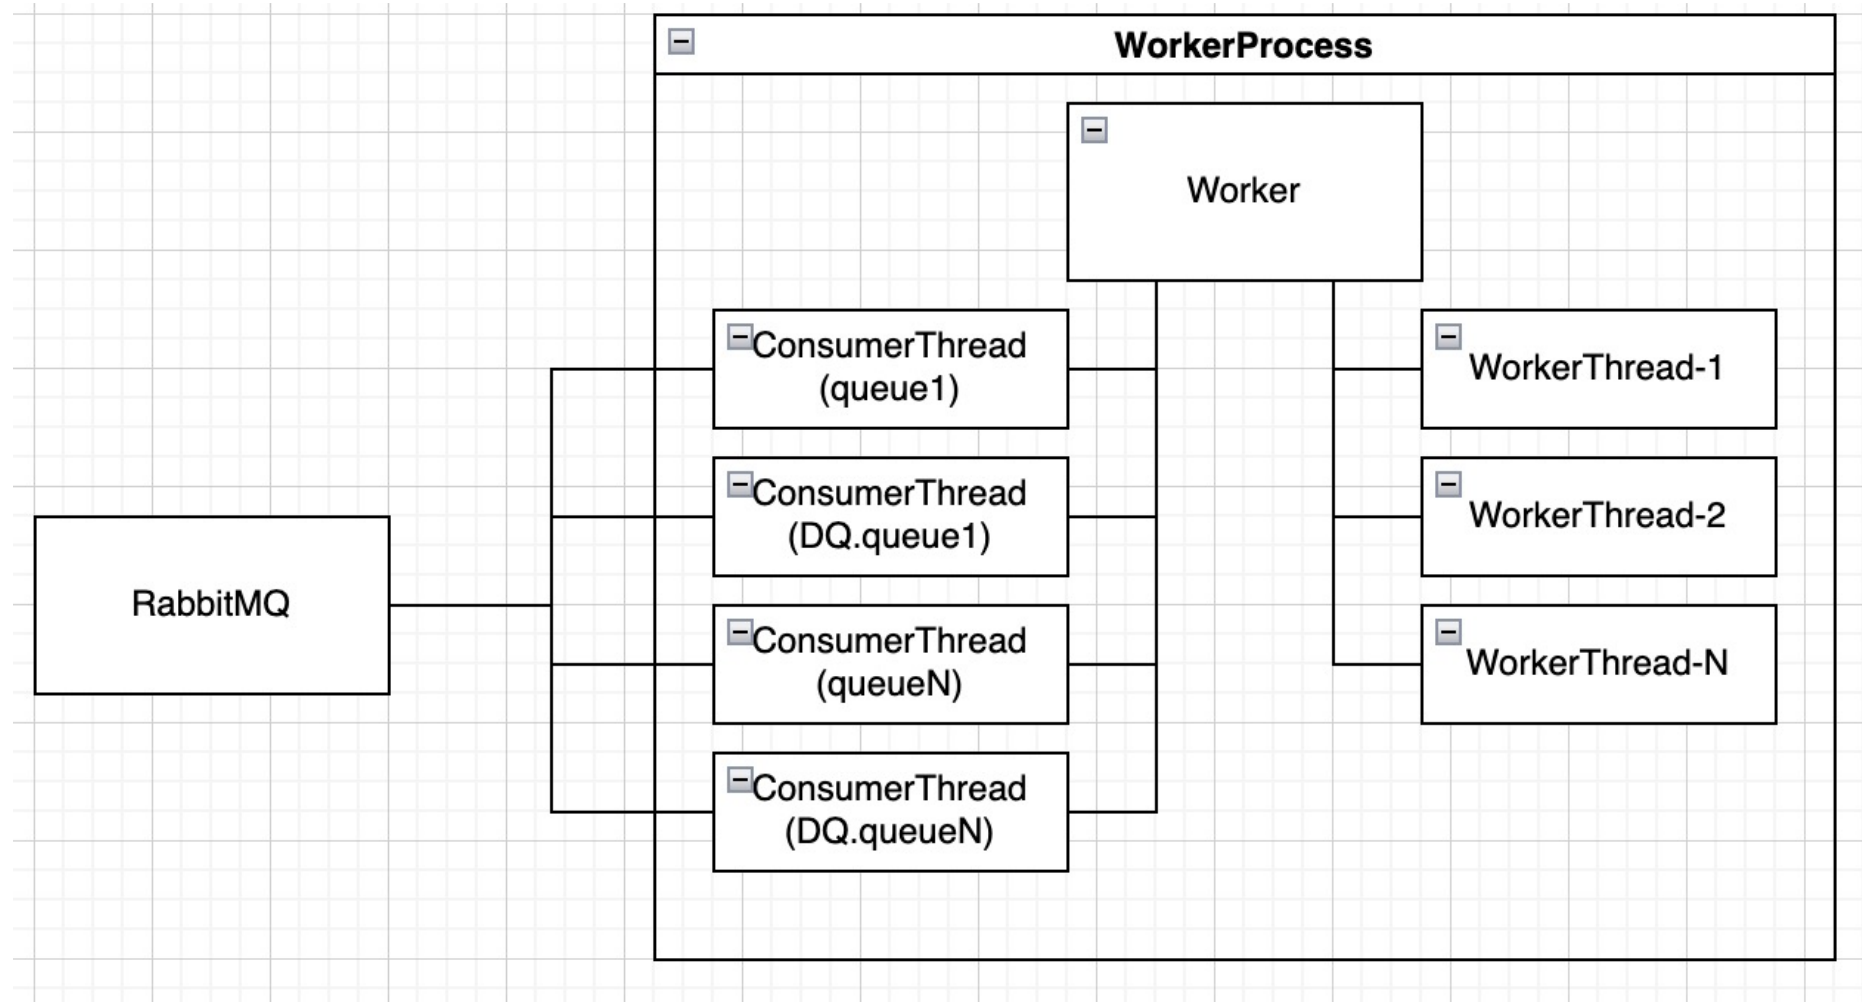 WorkerProcess
Worker
ConsumerThread
(queue1)
ConsumerThread
(DQ.queue1)
ConsumerThread
(queueN)
ConsumerThread
(DQ.queueN)
WorkerThread-1
WorkerThread-2
WorkerThread-N
RabbitMQ